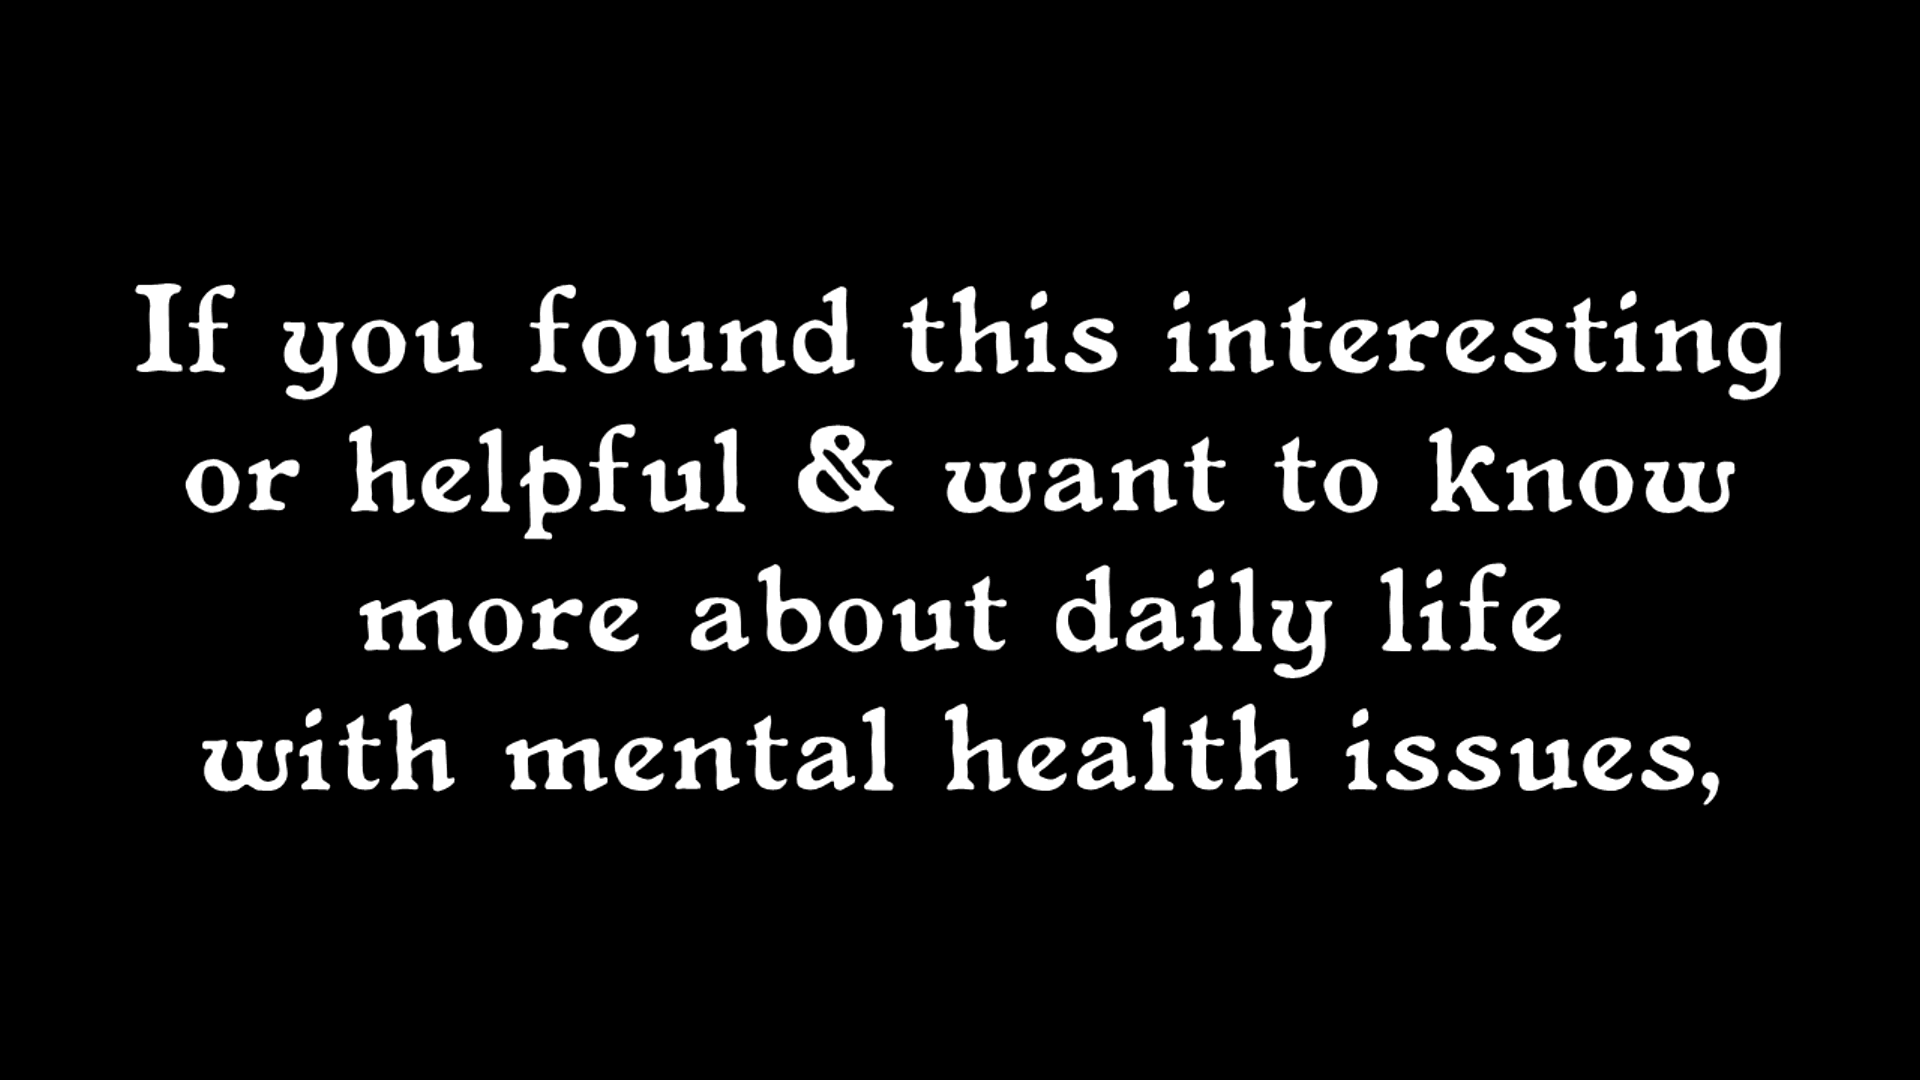 If you found this interesting
or helpful & want to know
more about daily life
with mental health issues,